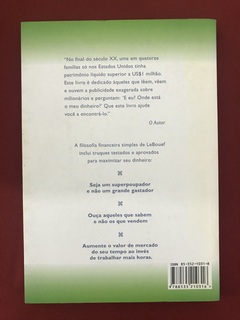 "No final do século XX, uma em quatorze
famílias só nos Estados Unidos tinha
patrimônio líquido superior a US$1 milhão.
Este livro é dedicado àqueles que lêem, vêem
e ouvem a publicidade exagerada sobre
milionários e perguntam: 'E eu? Onde está
o meu dinheiro?' Que este livro ajude
você a encontrá-lo."
O Autor
A filosofia financeira simples de LeBoeuf
inclui truques testados e aprovados
para maximizar seu dinheiro:
Seja um superpoupador
e não um grande gastador
Ouça aqueles que sabem
e não os que vendem
Aumente o valor de mercado
do seu tempo ao invés
de trabalhar mais horas.